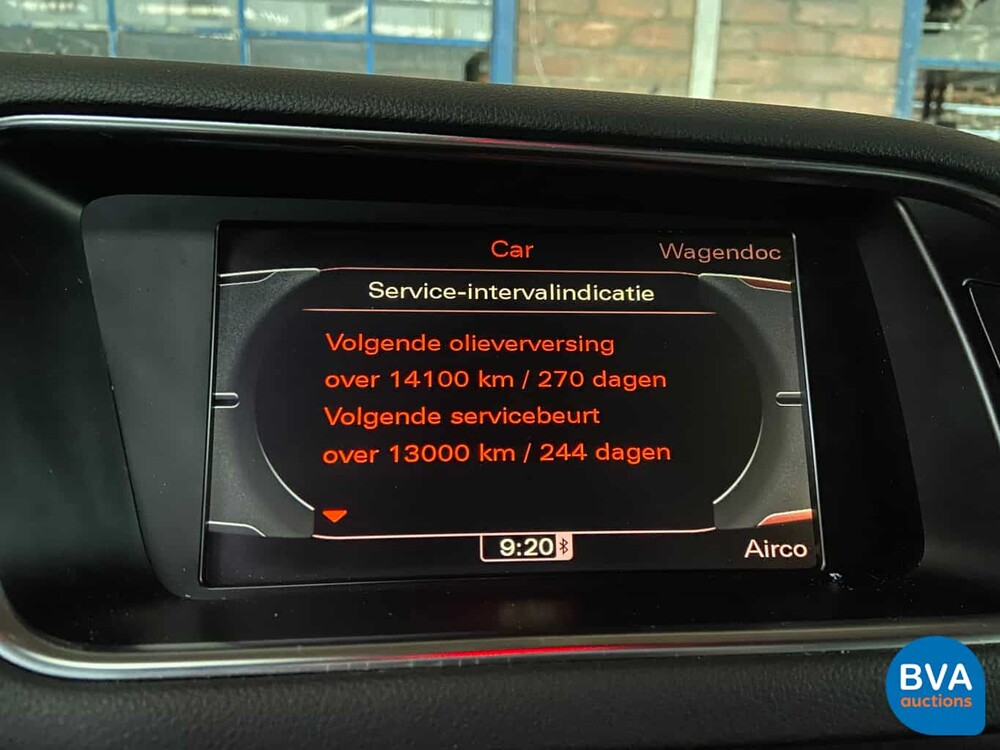 Car
Wagendoc
Service-intervalindicatie
Volgende olieverversing
over 14100 km / 270 dagen
Volgende servicebeurt
over 13000 km / 244 dagen
9:20
Airco
BVA
auctions